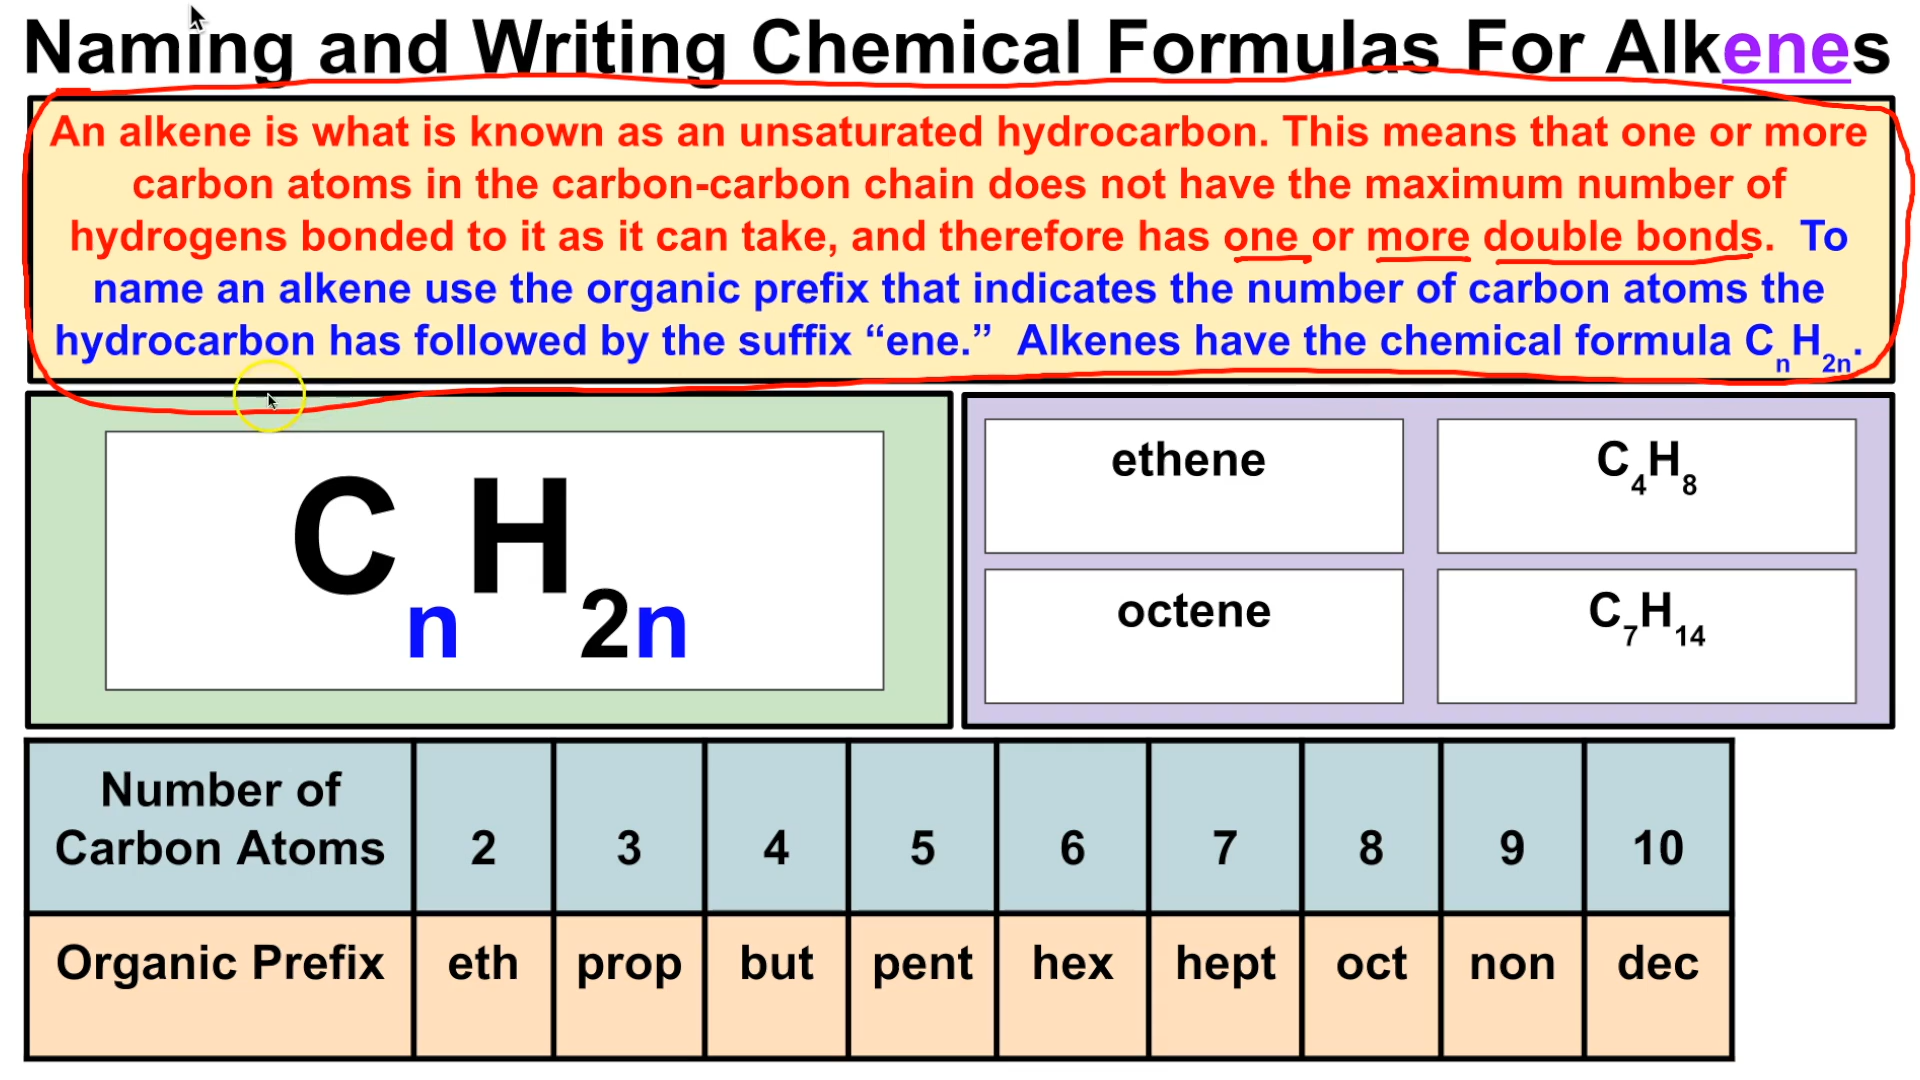 Naming and Writing Chemical Formulas For Alkenes
An alkene is what is known as an unsaturated hydrocarbon. This means that one or more
carbon atoms in the carbon-carbon chain does not have the maximum number of
hydrogens bonded to it as it can take, and therefore has one or more double bonds. To
name an alkene use the organic prefix that indicates the number of carbon atoms the
hydrocarbon has followed by the suffix “ene.” Alkenes have the chemical formula CnH2n.
CnH2n
ethene
C4H8
octene
C7H14
Number of
Carbon Atoms 2 3 4 5 6 7 8 9 10
Organic Prefix eth prop but pent hex hept oct non dec